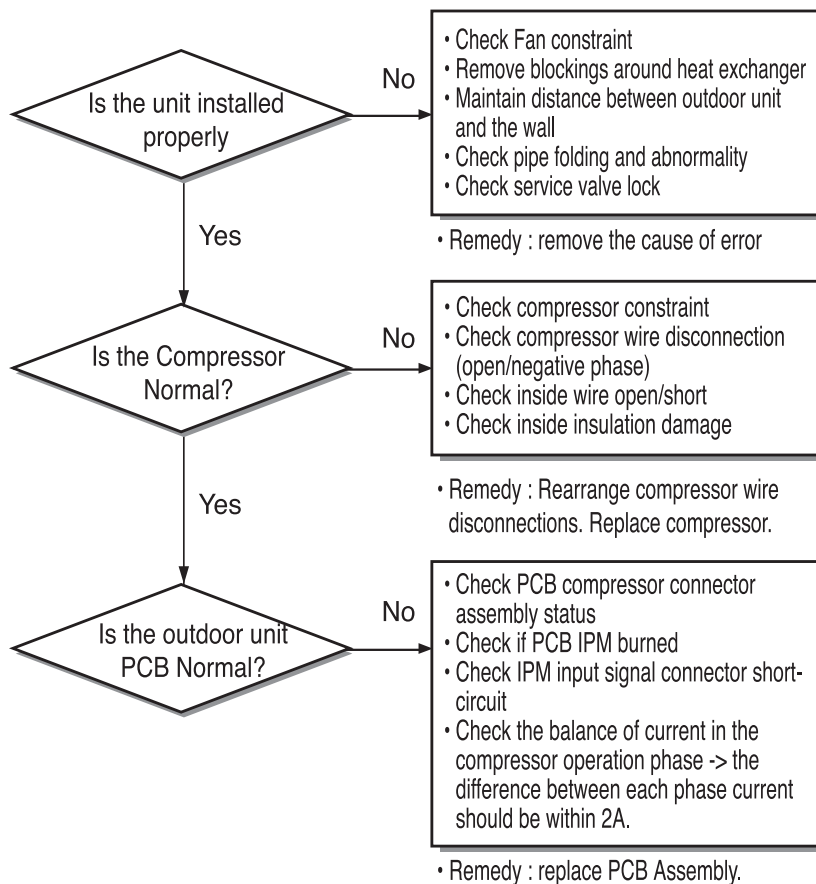 Is the unit installed
properly
No
• Check Fan constraint
• Remove blockings around heat exchanger
• Maintain distance between outdoor unit
and the wall
• Check pipe folding and abnormality
• Check service valve lock
• Remedy : remove the cause of error
Yes
Is the Compressor
Normal?
No
• Check compressor constraint
• Check compressor wire disconnection
(open/negative phase)
• Check inside wire open/short
• Check inside insulation damage
• Remedy : Rearrange compressor wire
disconnections. Replace compressor.
Yes
Is the outdoor unit
PCB Normal?
No
• Check PCB compressor connector
assembly status
• Check if PCB IPM burned
• Check IPM input signal connector short-
circuit
• Check the balance of current in the
compressor operation phase -> the
difference between each phase current
should be within 2A.
• Remedy : replace PCB Assembly.